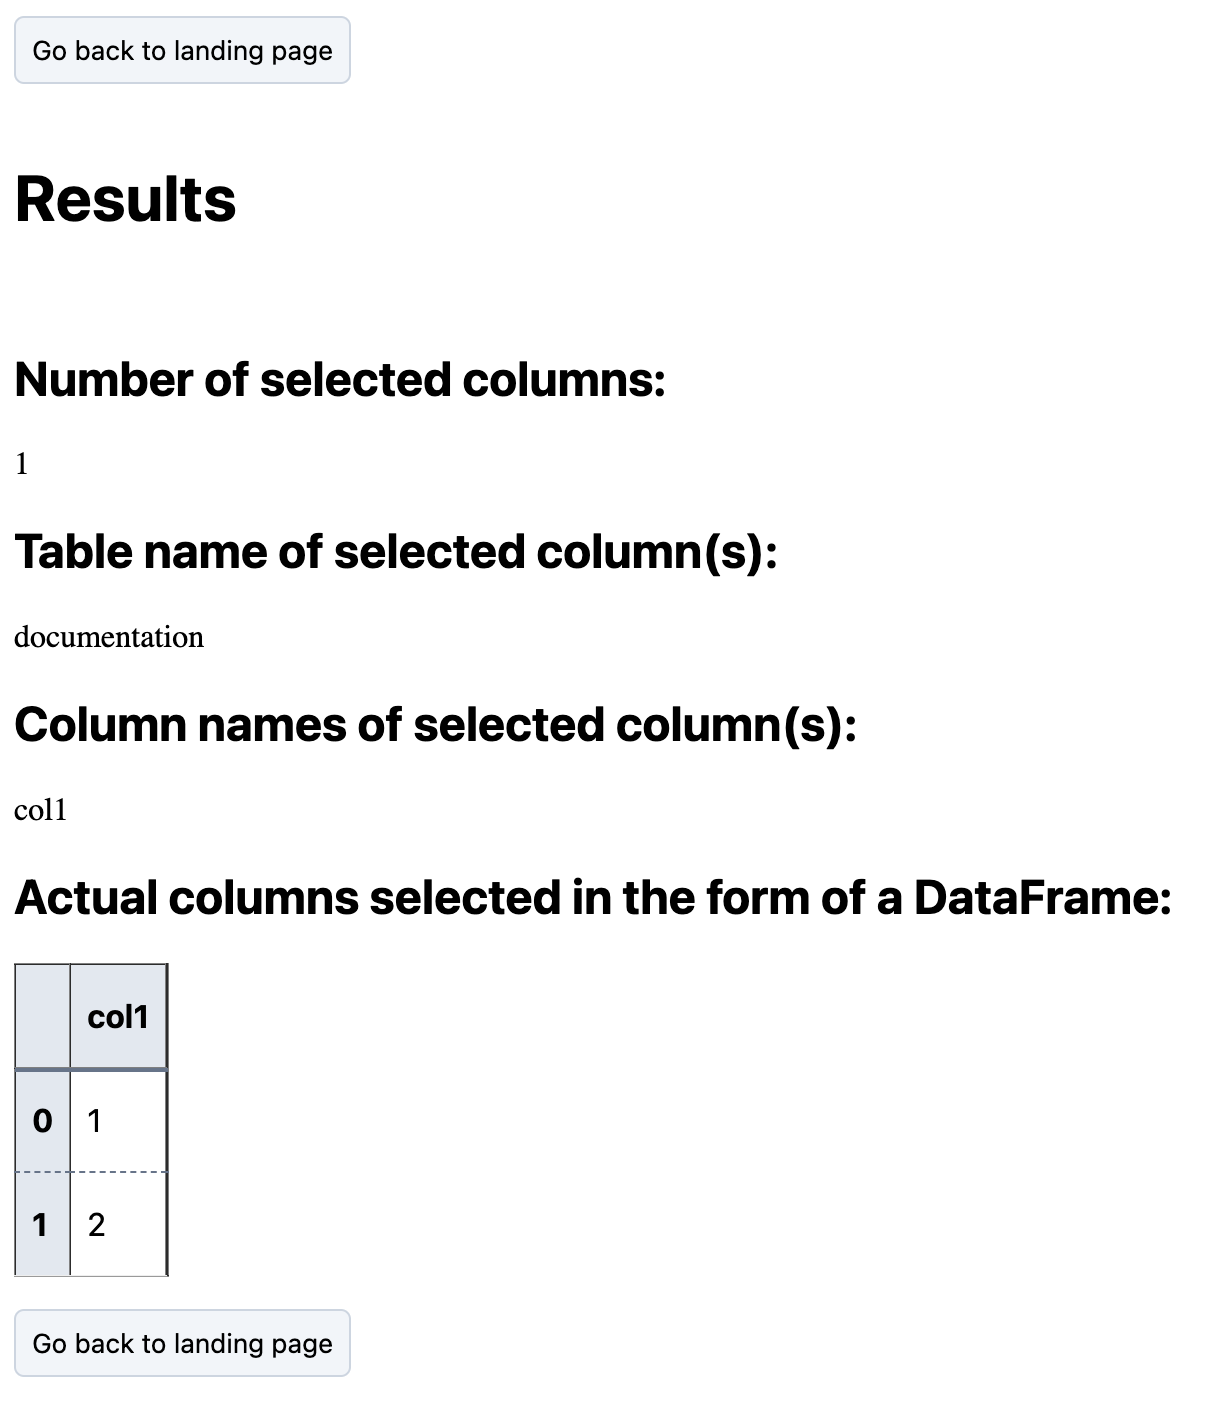 Go back to landing page
Results
Number of selected columns:
1
Table name of selected column(s):
documentation
Column names of selected column(s):
col1
Actual columns selected in the form of a DataFrame:
col1
0 1
1 2
Go back to landing page